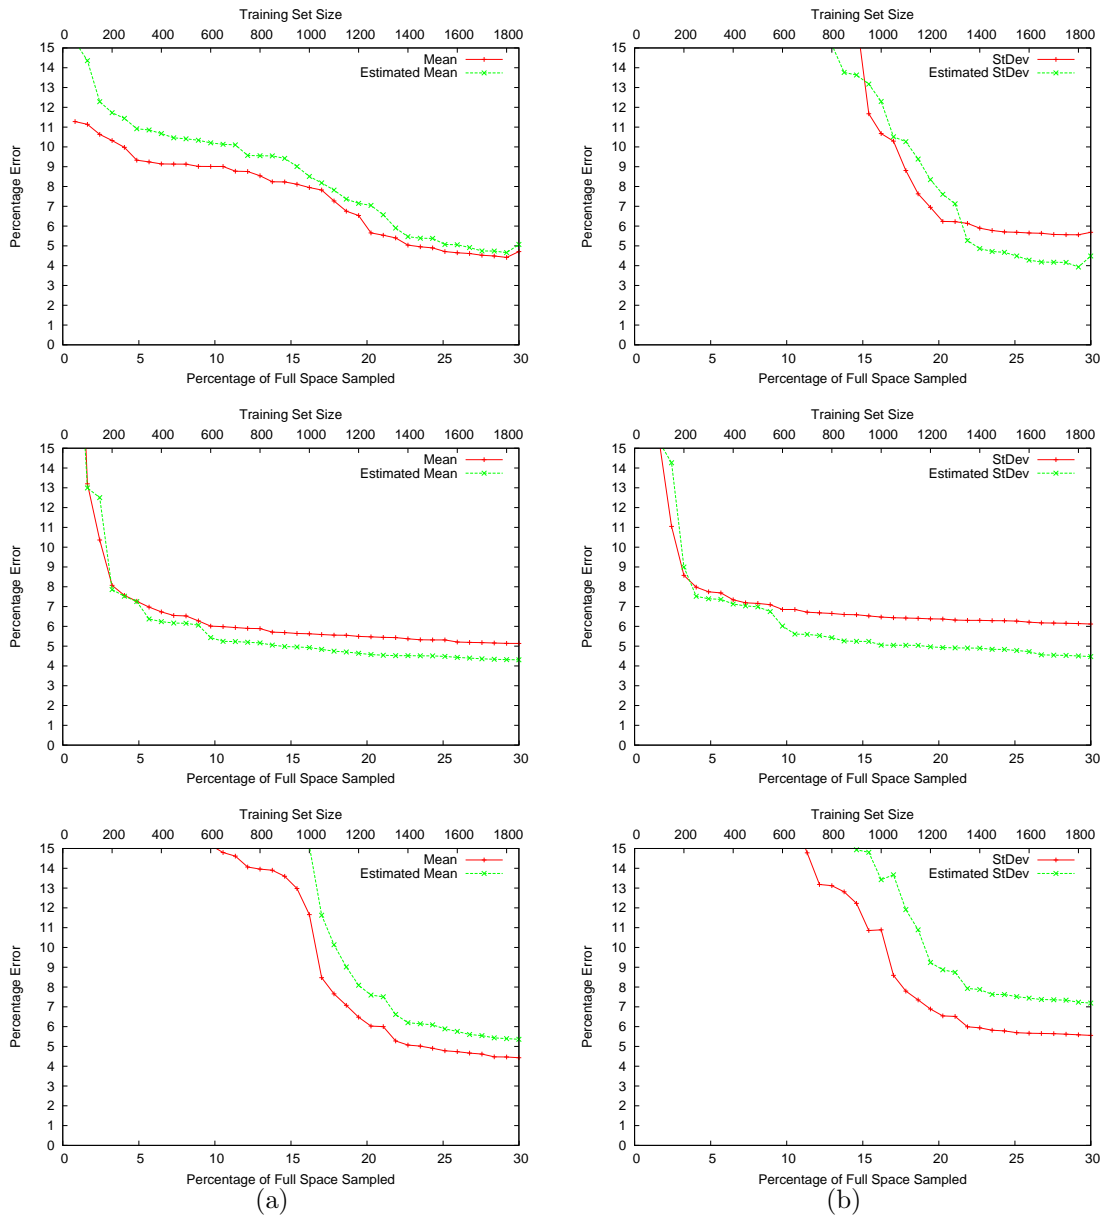 Training Set Size
0 200 400 600 800 1000 1200 1400 1600 1800
15
14
13
12
11
10
9
8
7
6
5
4
3
2
1
0
Percentage Error
Mean
Estimated Mean
0 5 10 15 20 25 30
Percentage of Full Space Sampled
Training Set Size
0 200 400 600 800 1000 1200 1400 1600 1800
15
14
13
12
11
10
9
8
7
6
5
4
3
2
1
0
Percentage Error
StDev
Estimated StDev
0 5 10 15 20 25 30
Percentage of Full Space Sampled
Training Set Size
0 200 400 600 800 1000 1200 1400 1600 1800
15
14
13
12
11
10
9
8
7
6
5
4
3
2
1
0
Percentage Error
Mean
Estimated Mean
0 5 10 15 20 25 30
Percentage of Full Space Sampled
Training Set Size
0 200 400 600 800 1000 1200 1400 1600 1800
15
14
13
12
11
10
9
8
7
6
5
4
3
2
1
0
Percentage Error
StDev
Estimated StDev
0 5 10 15 20 25 30
Percentage of Full Space Sampled
Training Set Size
0 200 400 600 800 1000 1200 1400 1600 1800
15
14
13
12
11
10
9
8
7
6
5
4
3
2
1
0
Percentage Error
Mean
Estimated Mean
0 5 10 15 20 25 30
Percentage of Full Space Sampled
(a)
Training Set Size
0 200 400 600 800 1000 1200 1400 1600 1800
15
14
13
12
11
10
9
8
7
6
5
4
3
2
1
0
Percentage Error
StDev
Estimated StDev
0 5 10 15 20 25 30
Percentage of Full Space Sampled
(b)